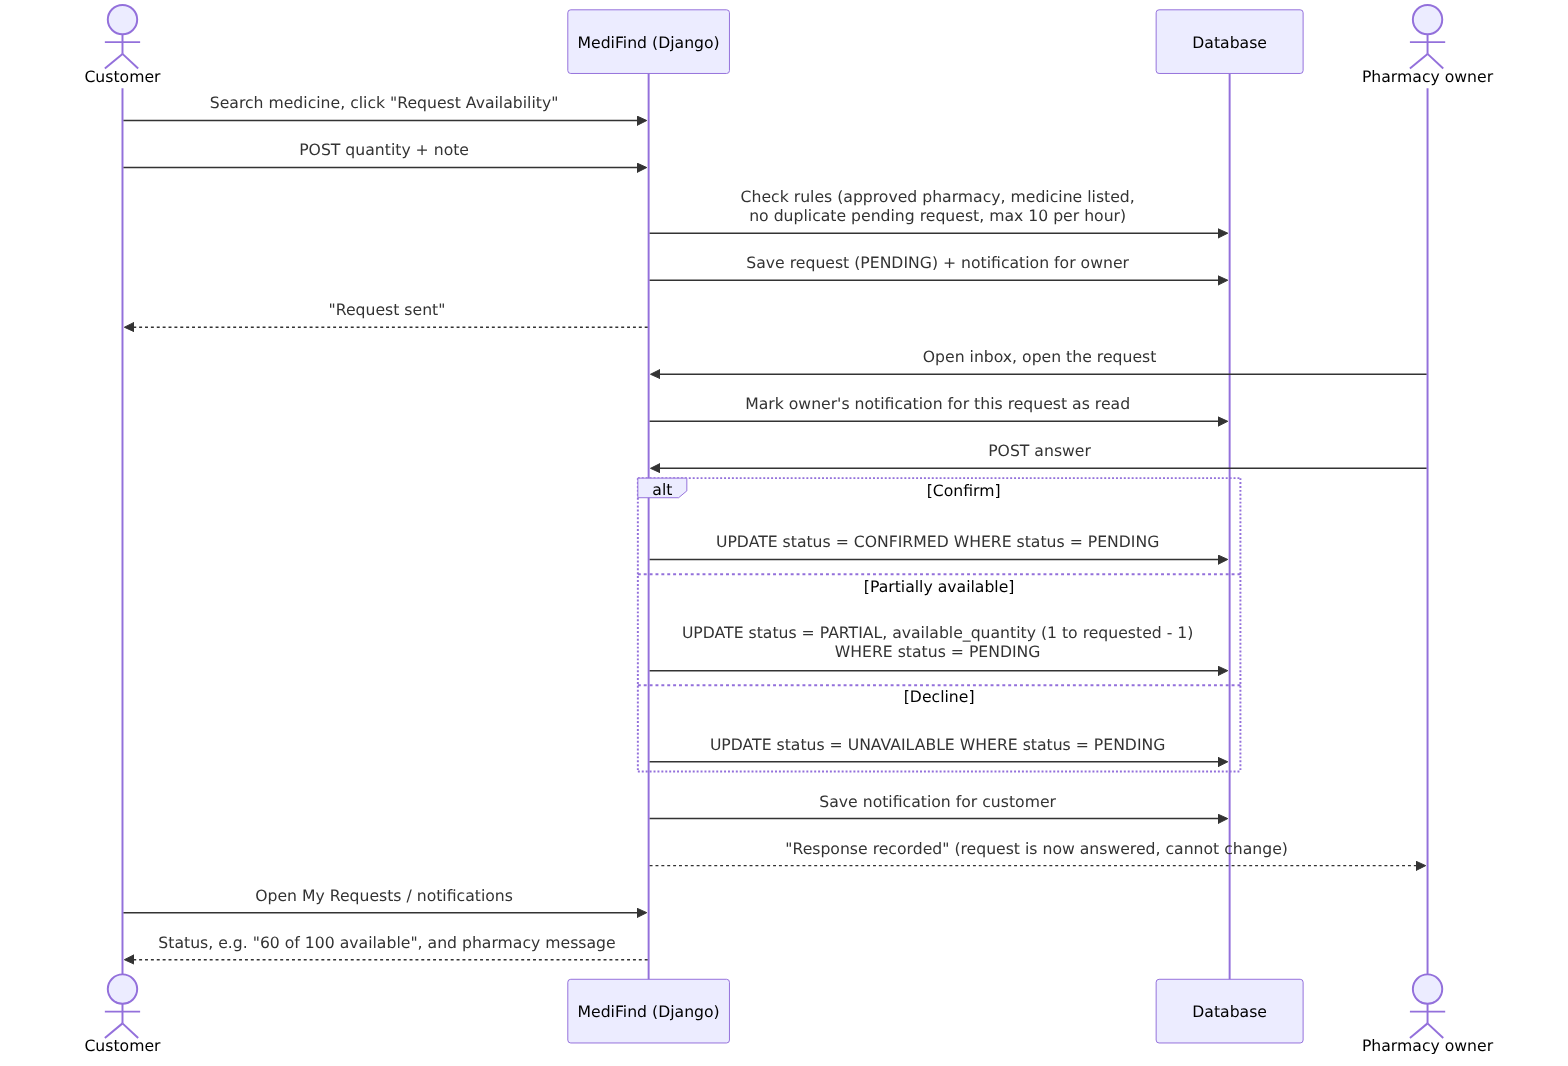 Customer
MediFind (Django)
Database
Pharmacy owner
Search medicine, click "Request Availability"
POST quantity + note
Check rules (approved pharmacy, medicine listed,
no duplicate pending request, max 10 per hour)
Save request (PENDING) + notification for owner
"Request sent"
Open inbox, open the request
Mark owner's notification for this request as read
POST answer
alt
[Confirm]
UPDATE status = CONFIRMED WHERE status = PENDING
[Partially available]
UPDATE status = PARTIAL, available_quantity (1 to requested - 1)
WHERE status = PENDING
[Decline]
UPDATE status = UNAVAILABLE WHERE status = PENDING
Save notification for customer
"Response recorded" (request is now answered, cannot change)
Open My Requests / notifications
Status, e.g. "60 of 100 available", and pharmacy message
Customer
MediFind (Django)
Database
Pharmacy owner